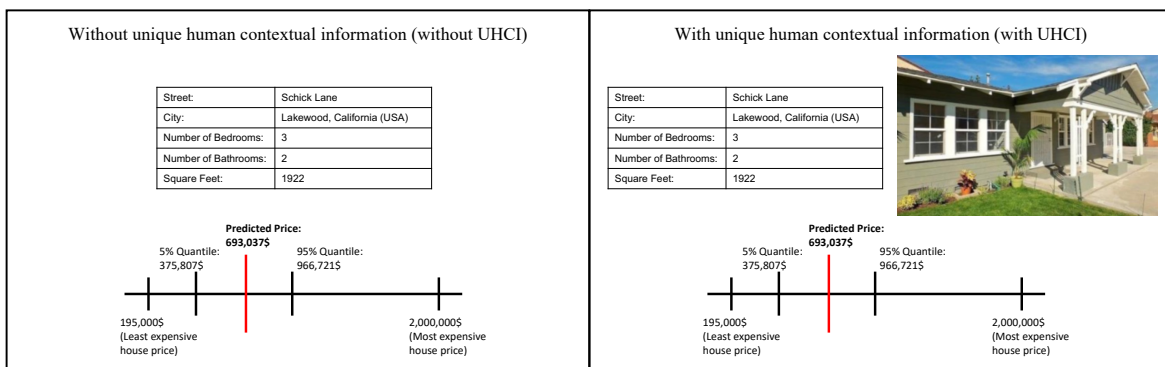 Without unique human contextual information (without UHCI)
Street: Schick Lane
City: Lakewood, California (USA)
Number of Bedrooms: 3
Number of Bathrooms: 2
Square Feet: 1922
Predicted Price:
693,037$
5% Quantile:
375,807$
95% Quantile:
966,721$
195,000$
(Least expensive
house price)
2,000,000$
(Most expensive
house price)
With unique human contextual information (with UHCI)
Street: Schick Lane
City: Lakewood, California (USA)
Number of Bedrooms: 3
Number of Bathrooms: 2
Square Feet: 1922
Predicted Price:
693,037$
5% Quantile:
375,807$
95% Quantile:
966,721$
195,000$
(Least expensive
house price)
2,000,000$
(Most expensive
house price)